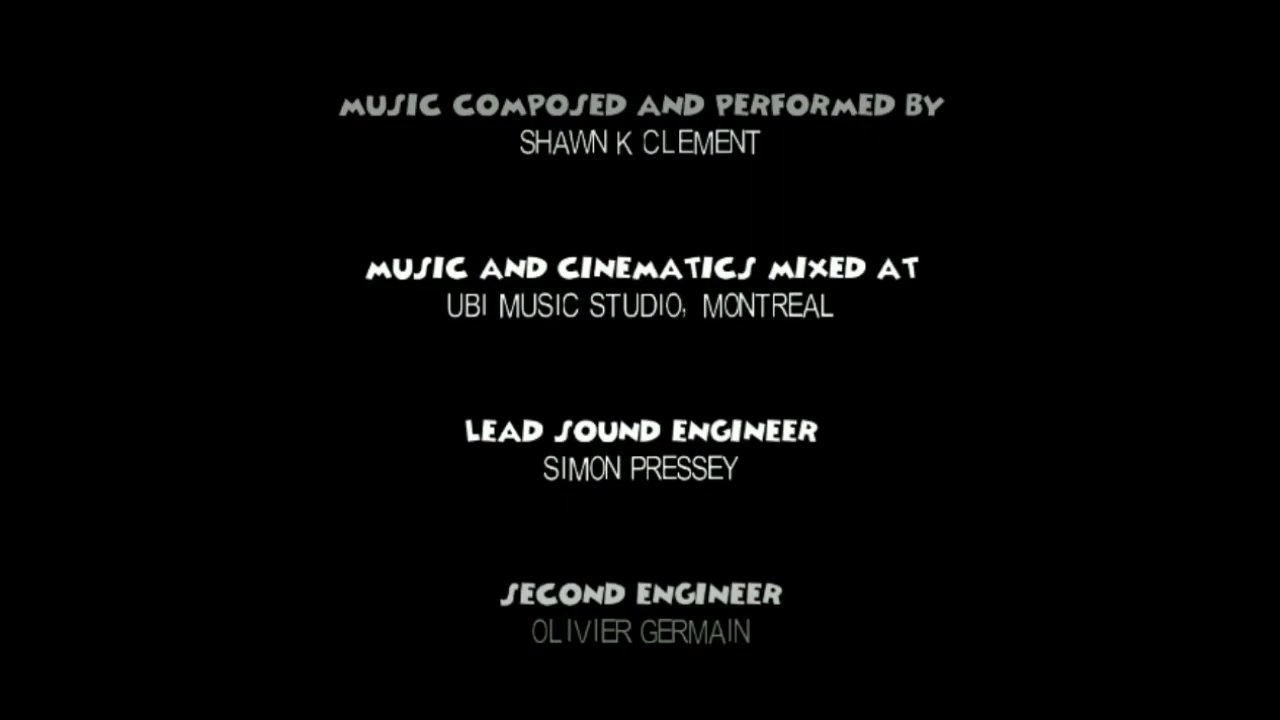 MUSIC COMPOSED AND PERFORMED BY
SHAWN K CLEMENT
MUSIC AND CINEMATICS MIXED AT
UBI MUSIC STUDIO, MONTREAL
LEAD SOUND ENGINEER
SIMON PRESSEY
SECOND ENGINEER
OLIVIER GERMAIN